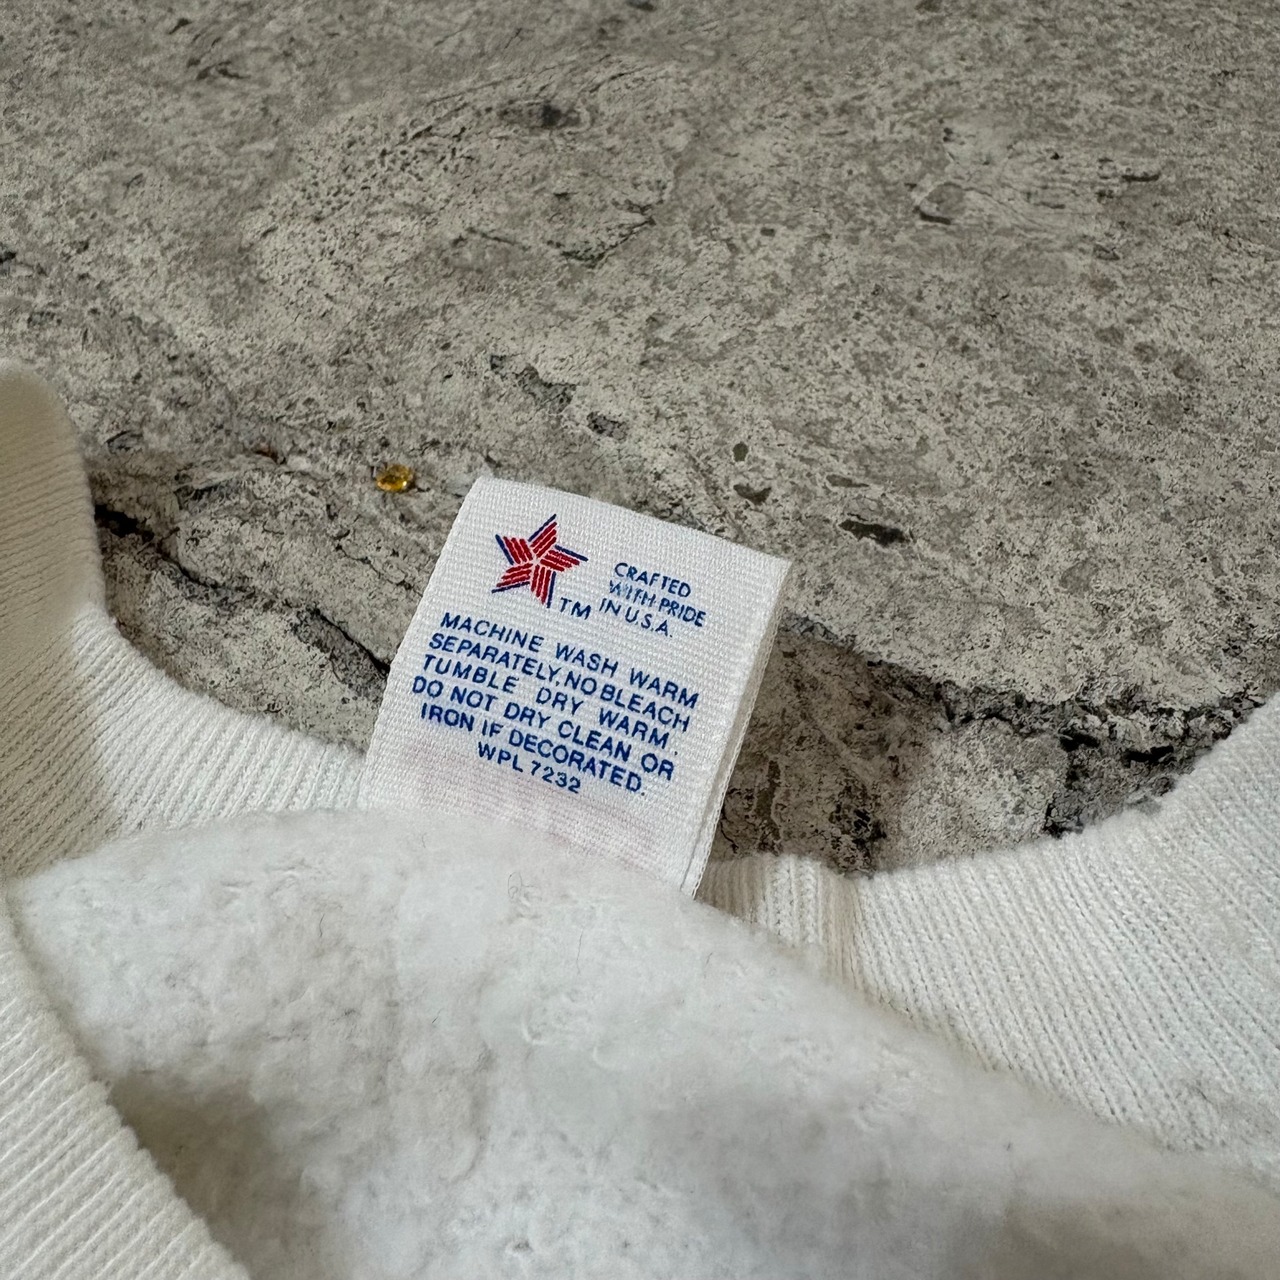 CRAFTED
WITH PRIDE
IN U.S.A.
TM
MACHINE WASH WARM
SEPARATELY, NO BLEACH
TUMBLE DRY WARM.
DO NOT DRY CLEAN OR
IRON IF DECORATED.
WPL 7232